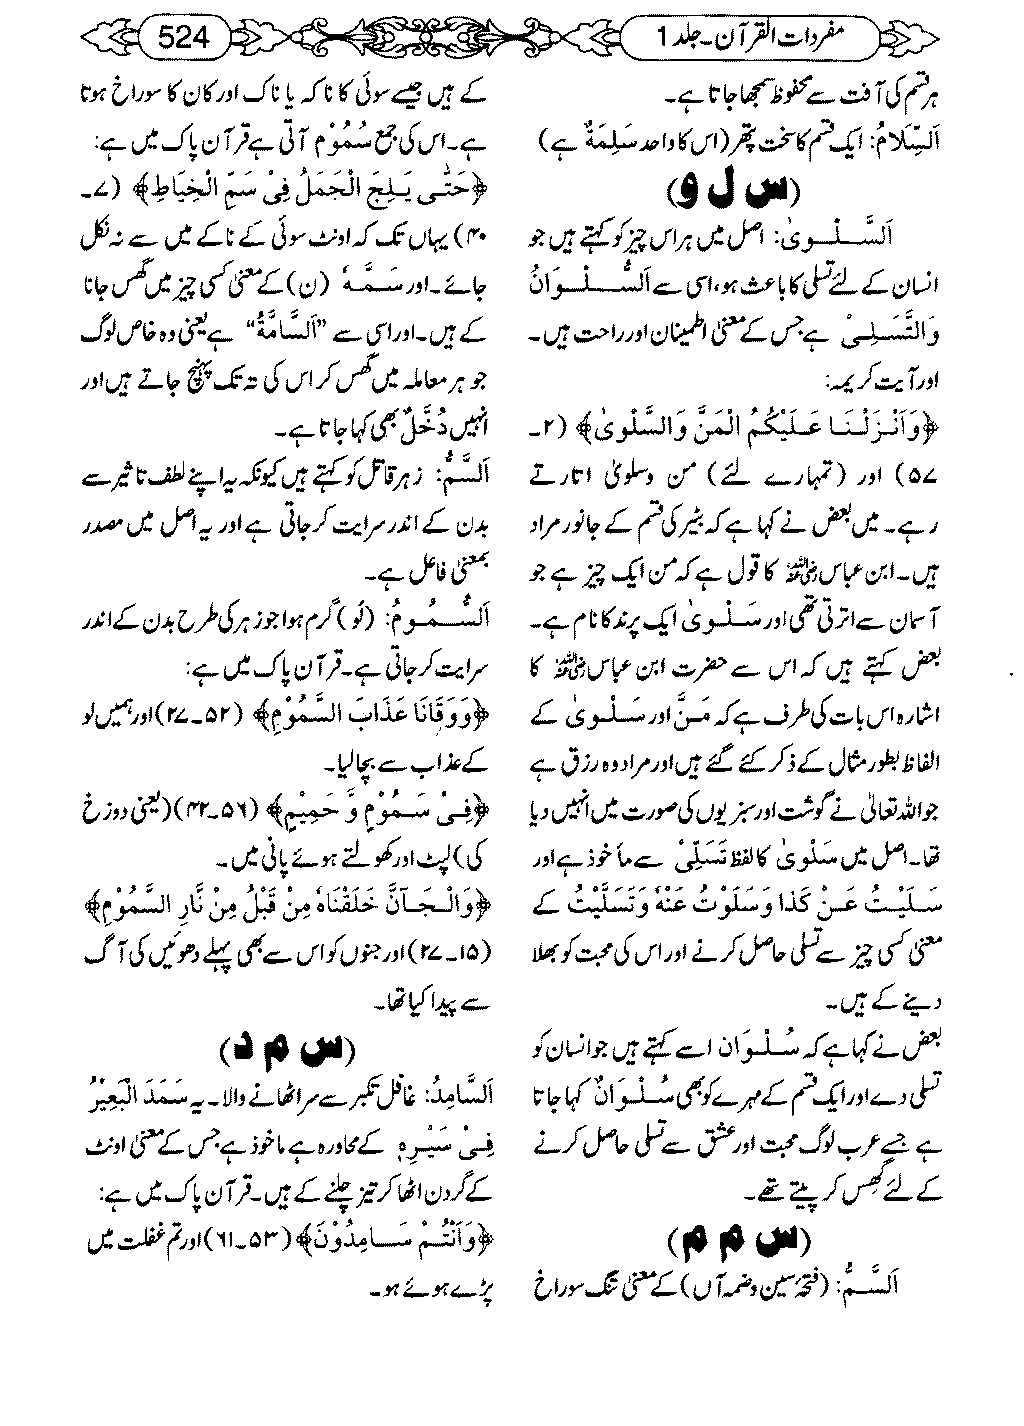 مفردات القرآن۔ جلد 1
524
ہر قسم کی آفت سے محفوظ سمجھا جاتا ہے۔
اَلسِّلَامُ: ایک قسم کا سخت پتھر (اس کا واحد سَلِمَةٌ ہے)
(س ل و)
اَلسَّلْوىٰ: اصل میں ہر اس چیز کو کہتے ہیں جو
انسان کے لئے تسلی کا باعث ہو، اسی سے اَلسُّلْوَانُ
وَالتَّسَلِّیْ ہے جس کے معنی اطمینان اور راحت ہیں۔
اور آیت کریمہ:
﴿وَاَنْزَلْنَا عَلَيْكُمُ الْمَنَّ وَالسَّلْوىٰ﴾ (۲۔
۵۷) اور (تمہارے لئے) من وسلویٰ اتارتے
رہے۔ میں بعض نے کہا ہے کہ بٹیر کی قسم کے جانور مراد
ہیں۔ ابن عباسؓ کا قول ہے کہ من ایک چیز ہے جو
آسمان سے اترتی تھی اور سَلْویٰ ایک پرند کا نام ہے۔
بعض کہتے ہیں کہ اس سے حضرت ابن عباسؓ کا
اشارہ اس بات کی طرف ہے کہ مَنَّ اور سَلْویٰ کے
الفاظ بطور مثال کے ذکر کئے گئے ہیں اور مراد وہ رزق ہے
جو اللہ تعالیٰ نے گوشت اور سبزیوں کی صورت میں انہیں دیا
تھا۔ اصل میں سَلْویٰ کا لفظ تَسَلِّیْ سے مأخوذ ہے اور
سَلَيْتُ عَنْ كَذَا وَسَلَوْتُ عَنْهُ وَتَسَلَّيْتُ کے
معنی کسی چیز سے تسلی حاصل کرنے اور اس کی محبت کو بھلا
دینے کے ہیں۔
بعض نے کہا ہے کہ سُلْوَان اسے کہتے ہیں جو انسان کو
تسلی دے اور ایک قسم کے مہرے کو بھی سُلْوَانٌ کہا جاتا
ہے جسے عرب لوگ محبت اور عشق سے تسلی حاصل کرنے
کے لئے گھس کر پیتے تھے۔
(س م م)
اَلسَّمُّ: (فتحۂ سین وضمہ آں) کے معنی تنگ سوراخ
کے ہیں جیسے سوئی کا ناکہ یا ناک اور کان کا سوراخ ہوتا
ہے۔ اس کی جمع سُمُوْم آتی ہے قرآن پاک میں ہے:
﴿حَتّٰى يَلِجَ الْجَمَلُ فِىْ سَمِّ الْخِيَاطِ﴾ (۷۔
۴۰) یہاں تک کہ اونٹ سوئی کے ناکے میں سے نہ نکل
جائے۔ اور سَمَّهٗ (ن) کے معنی کسی چیز میں گھس جانا
کے ہیں۔ اور اسی سے ”اَلسَّامَّةُ“ ہے یعنی وہ خاص لوگ
جو ہر معاملہ میں گھس کر اس کی تہ تک پہنچ جاتے ہیں اور
انہیں دُخَّلٌ بھی کہا جاتا ہے۔
اَلسَّمُّ: زہر قاتل کو کہتے ہیں کیونکہ یہ اپنے لطف تاثیر سے
بدن کے اندر سرایت کر جاتی ہے اور یہ اصل میں مصدر
بمعنی فاعل ہے۔
اَلسَّمُوْمُ: (لُو) گرم ہوا جو زہر کی طرح بدن کے اندر
سرایت کر جاتی ہے۔ قرآن پاک میں ہے:
﴿وَوَقَانَا عَذَابَ السَّمُوْمِ﴾ (۵۲۔۲۷) اور ہمیں لو
کے عذاب سے بچا لیا۔
﴿فِىْ سَمُوْمٍ وَّ حَمِيْمٍ﴾ (۵۶۔۴۲) (یعنی دوزخ
کی) لپٹ اور کھولتے ہوئے پانی میں۔
﴿وَالْجَآنَّ خَلَقْنَاهُ مِنْ قَبْلُ مِنْ نَّارِ السَّمُوْمِ﴾
(۱۵۔۲۷) اور جنوں کو اس سے بھی پہلے دھوئیں کی آگ
سے پیدا کیا تھا۔
(س م د)
اَلسَّامِدُ: غافل تکبر سے سر اٹھانے والا۔ یہ سَمَدَ الْبَعِيْرُ
فِىْ سَيْرِهٖ کے محاورہ ہے ماخوذ ہے جس کے معنی اونٹ
کے گردن اٹھا کر تیز چلنے کے ہیں۔ قرآن پاک میں ہے:
﴿وَاَنْتُمْ سَامِدُوْنَ﴾ (۵۳۔۶۱) اور تم غفلت میں
پڑے ہوئے ہو۔